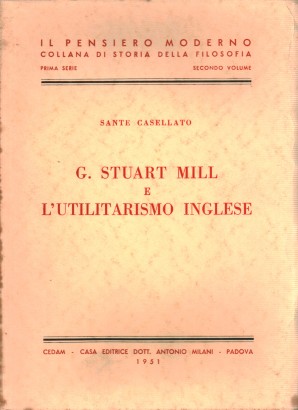 IL PENSIERO MODERNO
COLLANA DI STORIA DELLA FILOSOFIA
PRIMA SERIE SECONDO VOLUME
SANTE CASELLATO
G. STUART MILL
E
L'UTILITARISMO INGLESE
CEDAM - CASA EDITRICE DOTT. ANTONIO MILANI - PADOVA
1951